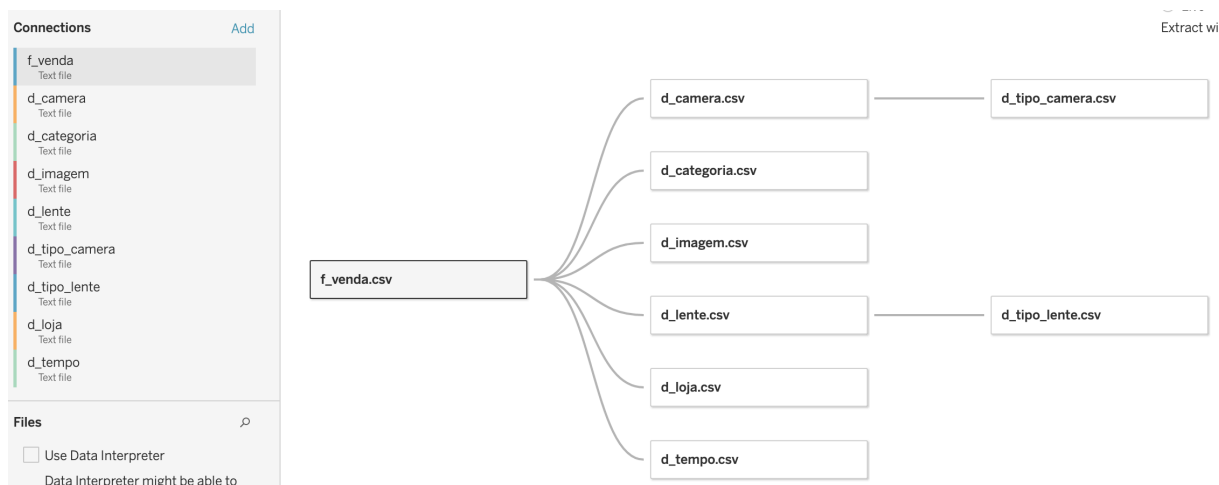 Connections
Add
f_venda
Text file
d_camera
Text file
d_categoria
Text file
d_imagem
Text file
d_lente
Text file
d_tipo_camera
Text file
d_tipo_lente
Text file
d_loja
Text file
d_tempo
Text file
Files
Use Data Interpreter
Data Interpreter might be able to
Extract wi
f_venda.csv
d_camera.csv
d_tipo_camera.csv
d_categoria.csv
d_imagem.csv
d_lente.csv
d_tipo_lente.csv
d_loja.csv
d_tempo.csv